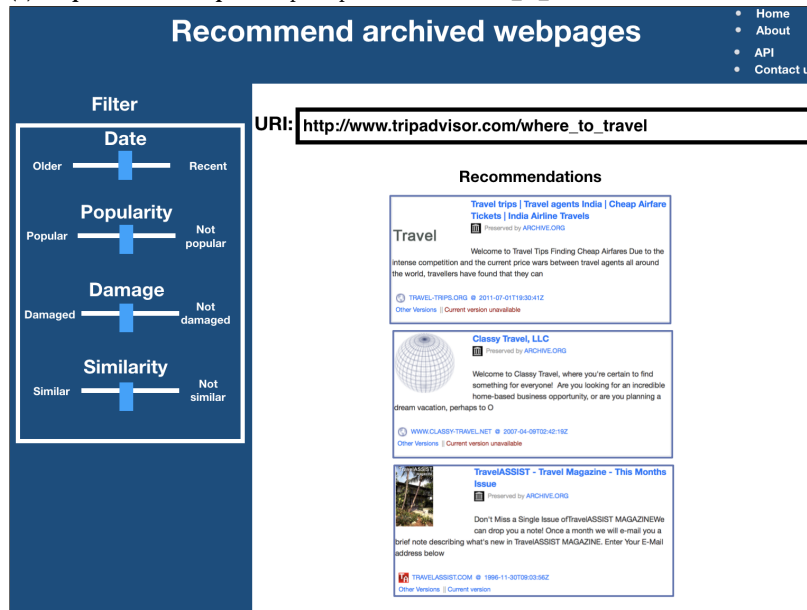 Recommend archived webpages
Home
About
API
Contact u
Filter
Date
Older
Recent
Popularity
Popular
Not
popular
Damage
Damaged
Not
damaged
Similarity
Similar
Not
similar
URI:
http://www.tripadvisor.com/where_to_travel
Recommendations
Travel trips | Travel agents India | Cheap Airfare
Tickets | India Airline Travels
Preserved by ARCHIVE.ORG
Travel
Welcome to Travel Tips Finding Cheap Airfares Due to the
intense competition and the current price wars between travel agents all around
the world, travellers have found that they can
TRAVEL-TRIPS.ORG @ 2011-07-01T19:30:41Z
Other Versions || Current version unavailable
Classy Travel, LLC
Preserved by ARCHIVE.ORG
Welcome to Classy Travel, where you're certain to find
something for everyone! Are you looking for an incredible
home-based business opportunity, or are you planning a
dream vacation, perhaps to O
WWW.CLASSY-TRAVEL.NET @ 2007-04-09T02:42:19Z
Other Versions || Current version unavailable
TravelASSIST - Travel Magazine - This Months
Issue
Preserved by ARCHIVE.ORG
Don't Miss a Single Issue ofTravelASSIST MAGAZINEWe
can drop you a note! Once a month we will e-mail you a
brief note describing what's new in TravelASSIST MAGAZINE. Enter Your E-Mail
address below
TRAVELASSIST.COM @ 1996-11-30T09:03:56Z
Other Versions || Current version